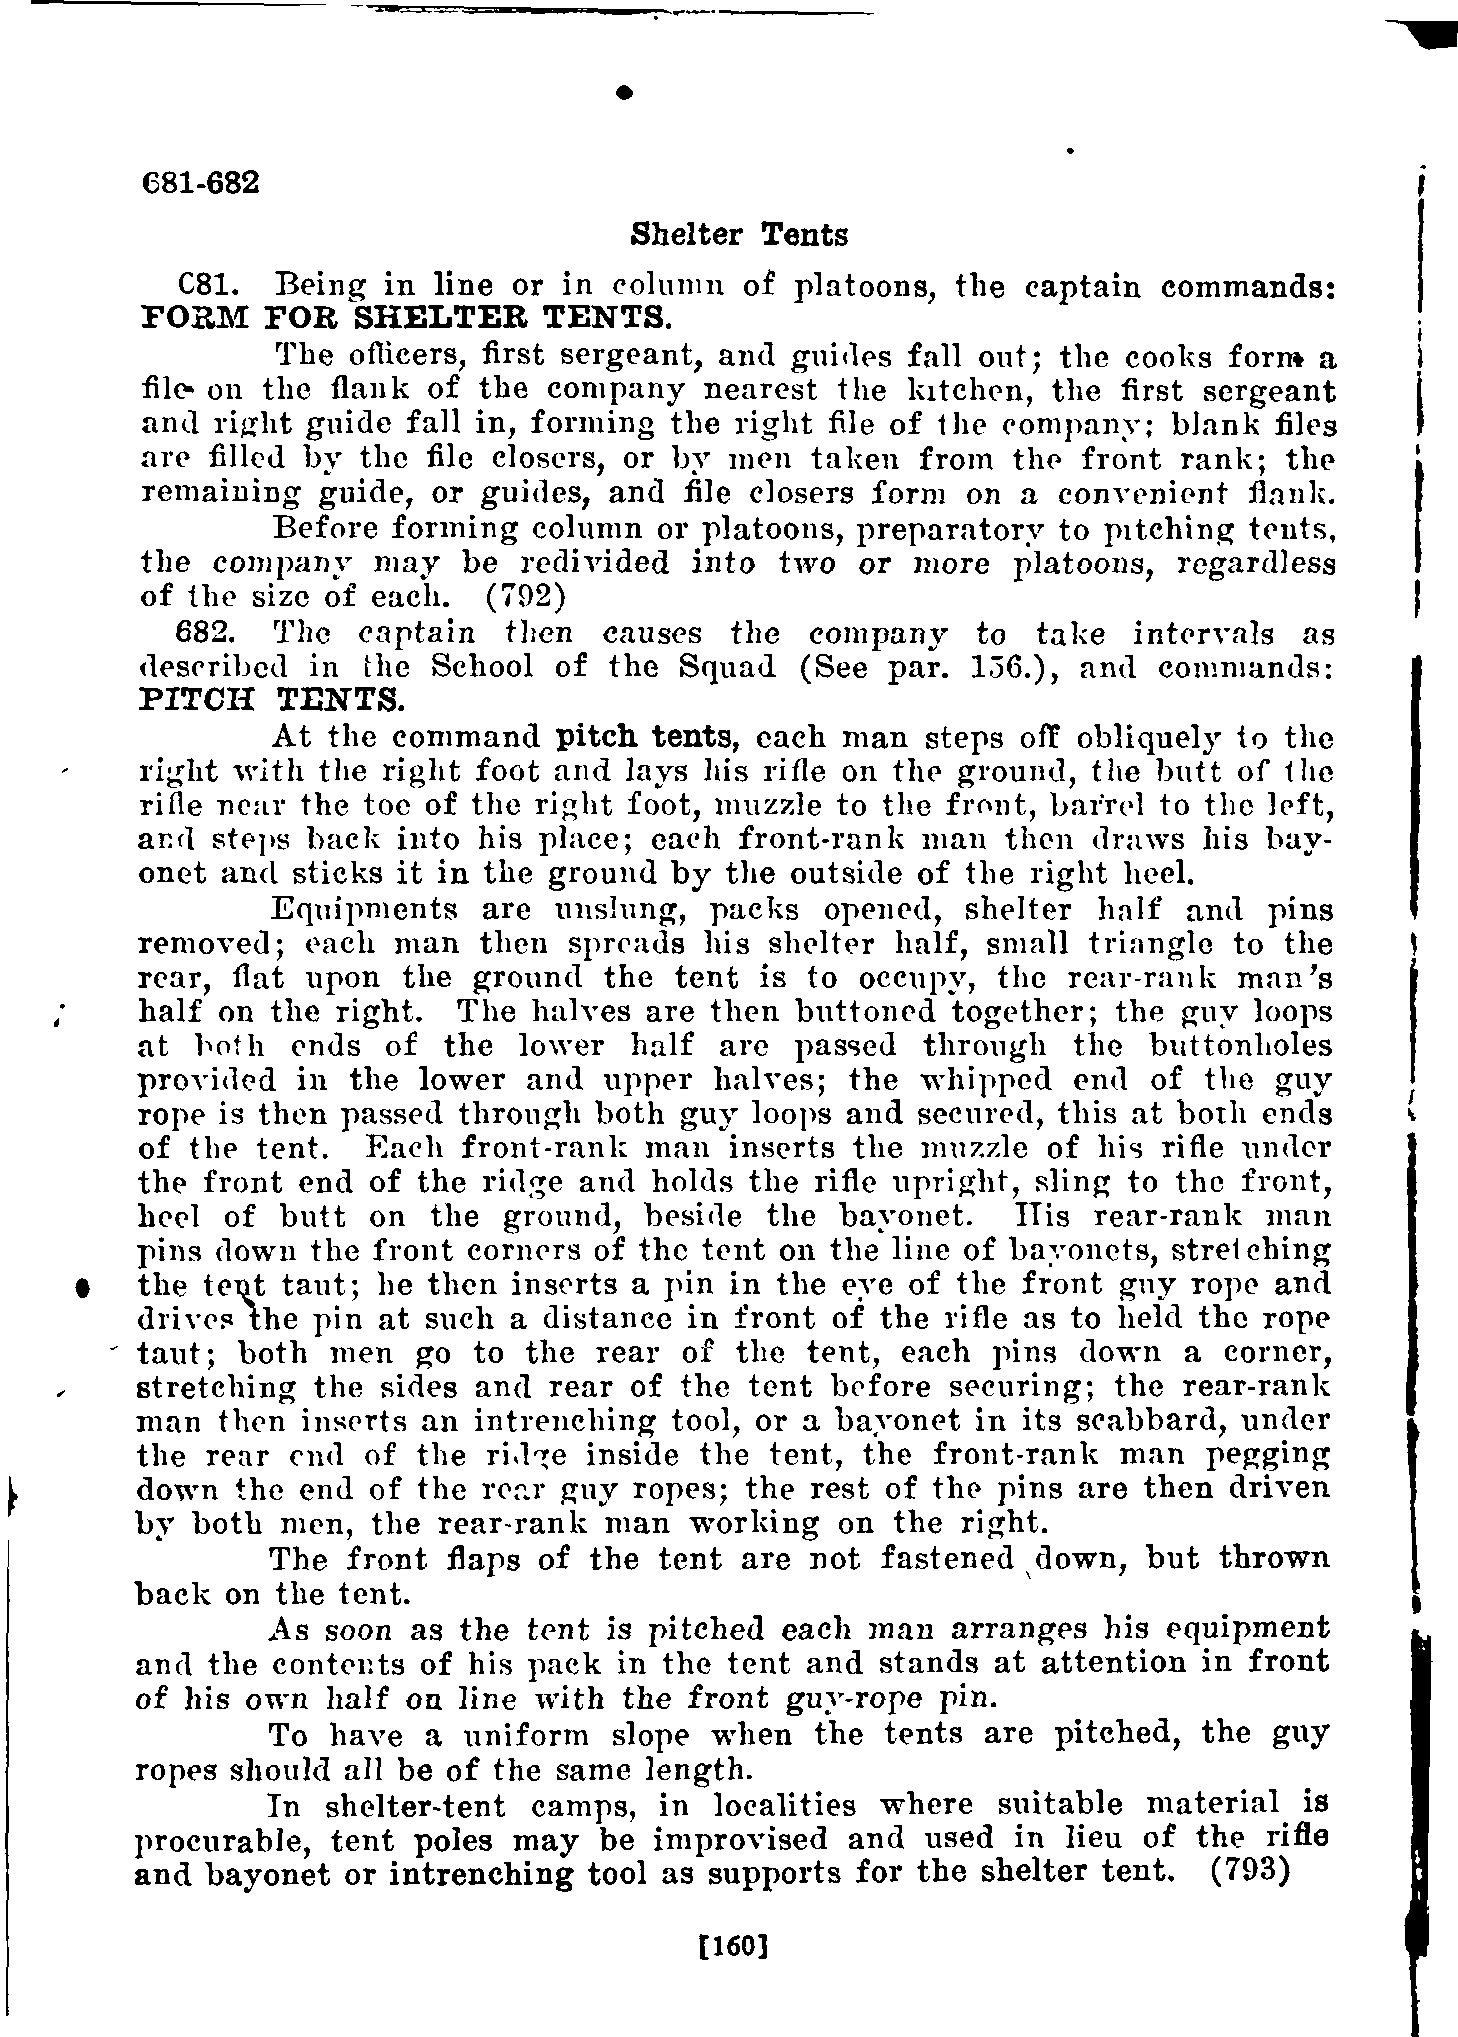 681-682
Shelter Tents
681. Being in line or in column of platoons, the captain commands:
FORM FOR SHELTER TENTS.
The officers, first sergeant, and guides fall out; the cooks form a
file on the flank of the company nearest the kitchen, the first sergeant
and right guide fall in, forming the right file of the company; blank files
are filled by the file closers, or by men taken from the front rank; the
remaining guide, or guides, and file closers form on a convenient flank.
Before forming column or platoons, preparatory to pitching tents,
the company may be redivided into two or more platoons, regardless
of the size of each. (792)
682. The captain then causes the company to take intervals as
described in the School of the Squad (See par. 156.), and commands:
PITCH TENTS.
At the command pitch tents, each man steps off obliquely to the
right with the right foot and lays his rifle on the ground, the butt of the
rifle near the toe of the right foot, muzzle to the front, barrel to the left,
and steps back into his place; each front-rank man then draws his bay-
onet and sticks it in the ground by the outside of the right heel.
Equipments are unslung, packs opened, shelter half and pins
removed; each man then spreads his shelter half, small triangle to the
rear, flat upon the ground the tent is to occupy, the rear-rank man's
half on the right. The halves are then buttoned together; the guy loops
at both ends of the lower half are passed through the buttonholes
provided in the lower and upper halves; the whipped end of the guy
rope is then passed through both guy loops and secured, this at both ends
of the tent. Each front-rank man inserts the muzzle of his rifle under
the front end of the ridge and holds the rifle upright, sling to the front,
heel of butt on the ground, beside the bayonet. His rear-rank man
pins down the front corners of the tent on the line of bayonets, stretching
the tent taut; he then inserts a pin in the eye of the front guy rope and
drives the pin at such a distance in front of the rifle as to held the rope
taut; both men go to the rear of the tent, each pins down a corner,
stretching the sides and rear of the tent before securing; the rear-rank
man then inserts an intrenching tool, or a bayonet in its scabbard, under
the rear end of the ridge inside the tent, the front-rank man pegging
down the end of the rear guy ropes; the rest of the pins are then driven
by both men, the rear-rank man working on the right.
The front flaps of the tent are not fastened down, but thrown
back on the tent.
As soon as the tent is pitched each man arranges his equipment
and the contents of his pack in the tent and stands at attention in front
of his own half on line with the front guy-rope pin.
To have a uniform slope when the tents are pitched, the guy
ropes should all be of the same length.
In shelter-tent camps, in localities where suitable material is
procurable, tent poles may be improvised and used in lieu of the rifle
and bayonet or intrenching tool as supports for the shelter tent. (793)
[160]